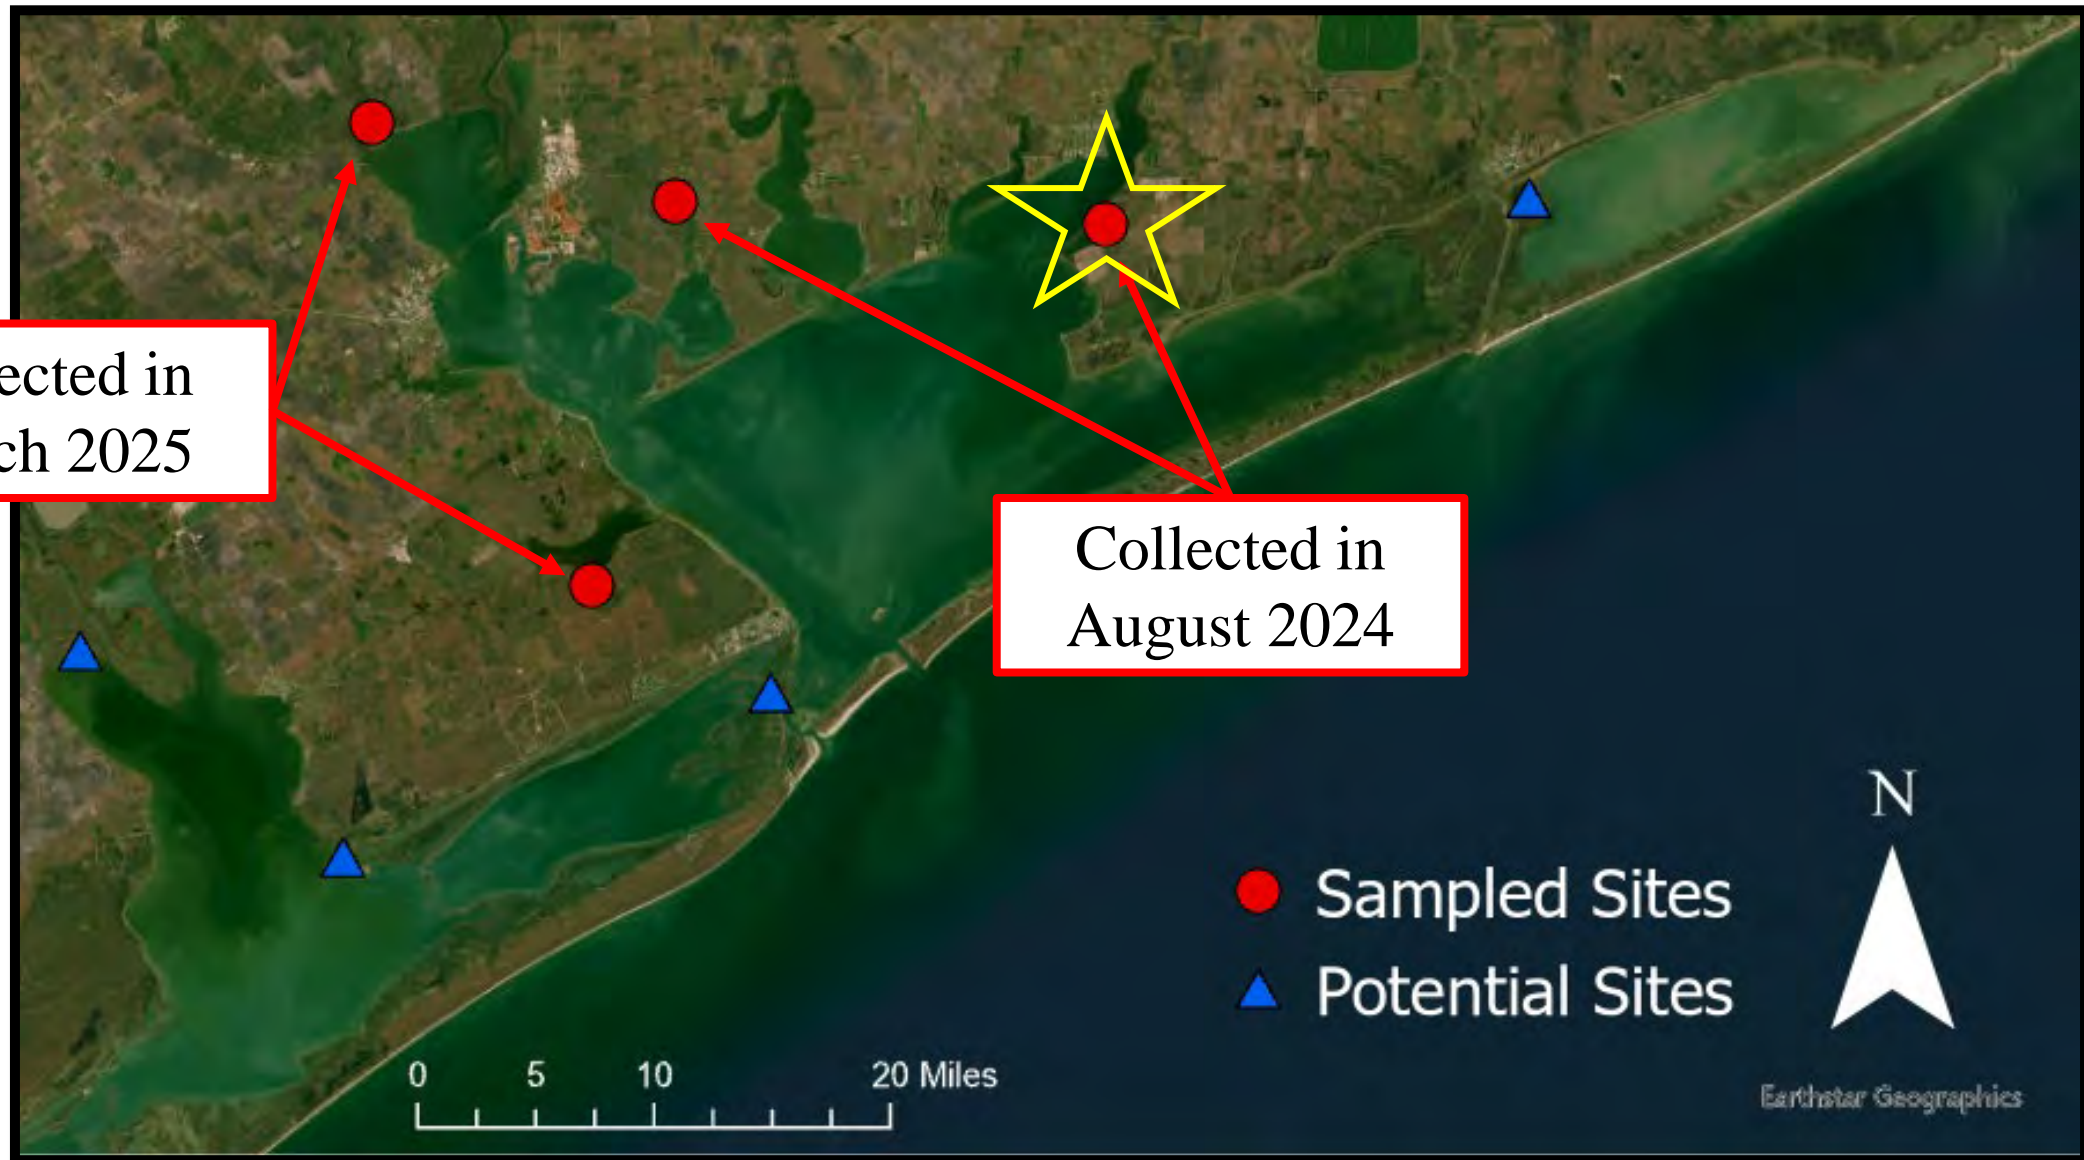 ected in
ch 2025
Collected in
August 2024
N
Sampled Sites
Potential Sites
0 5 10 20 Miles
Earthstar Geographics